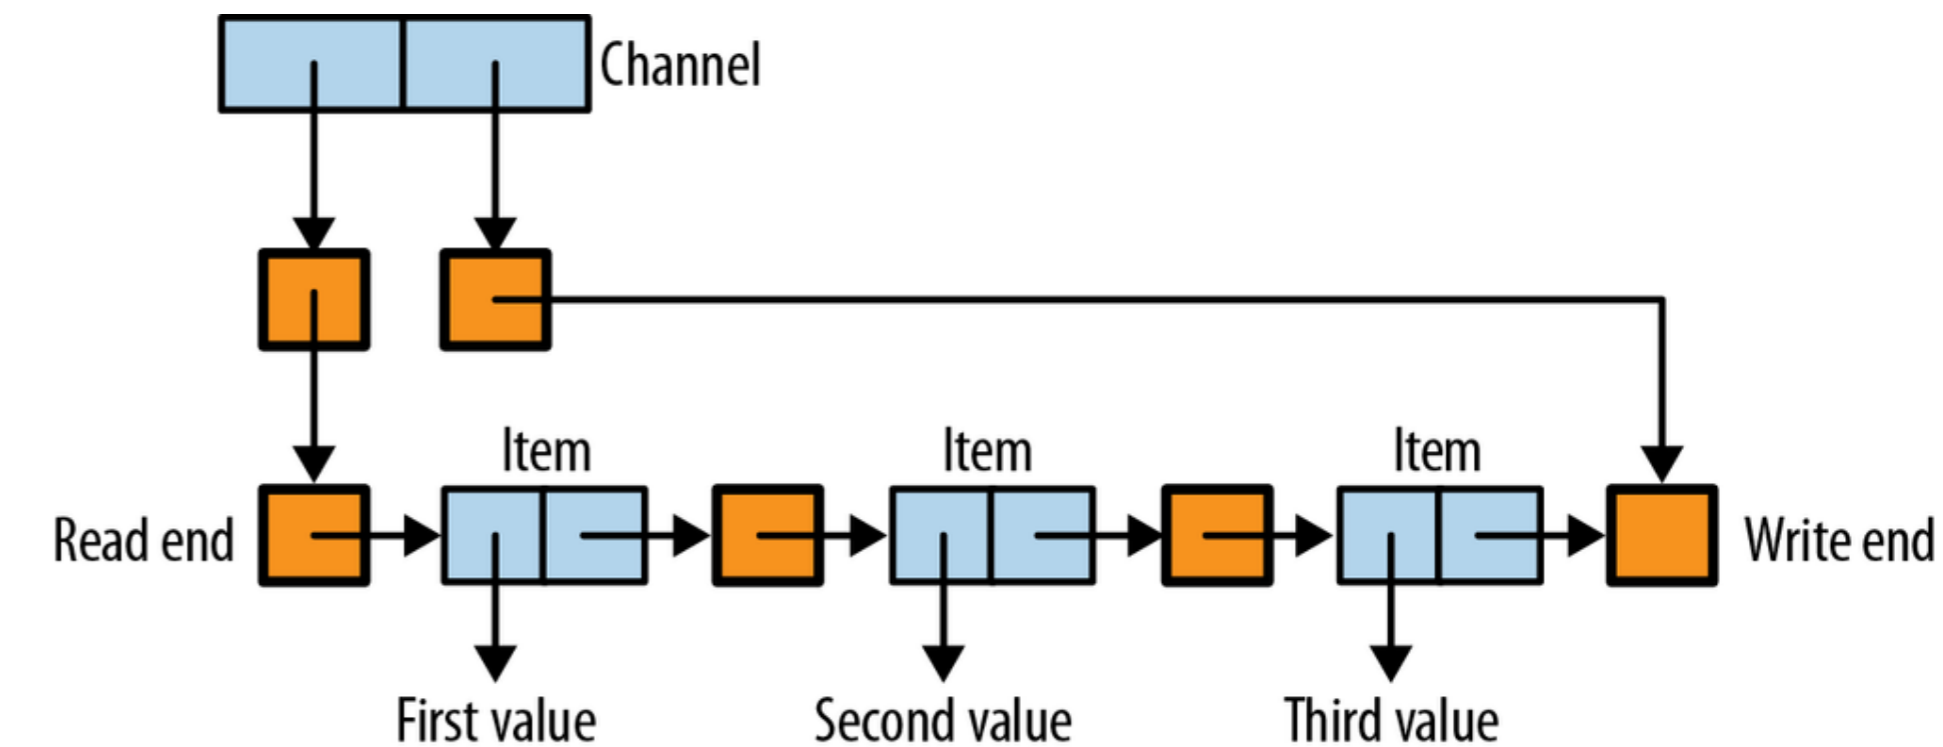 Channel
Item
Item
Item
Read end
Write end
First value
Second value
Third value